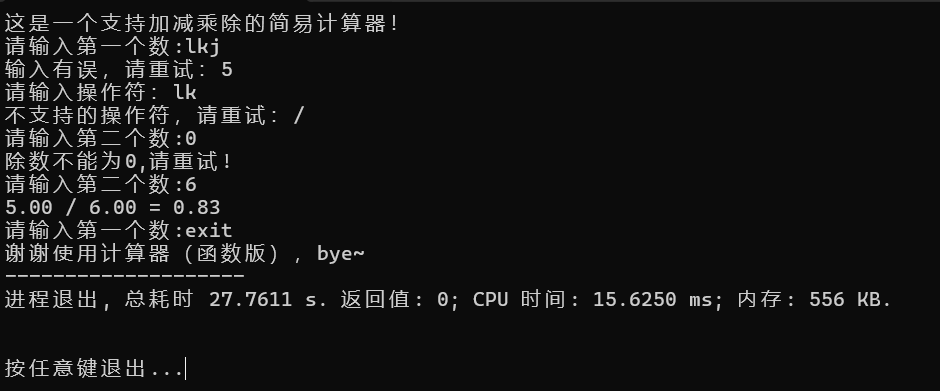 这是一个支持加减乘除的简易计算器!
请输入第一个数:lkj
输入有误，请重试：5
请输入操作符：lk
不支持的操作符，请重试：/
请输入第二个数:0
除数不能为0,请重试!
请输入第二个数:6
5.00 / 6.00 = 0.83
请输入第一个数:exit
谢谢使用计算器（函数版），bye~
--------------------
进程退出，总耗时 27.7611 s. 返回值: 0; CPU 时间: 15.6250 ms; 内存: 556 KB.
按任意键退出...